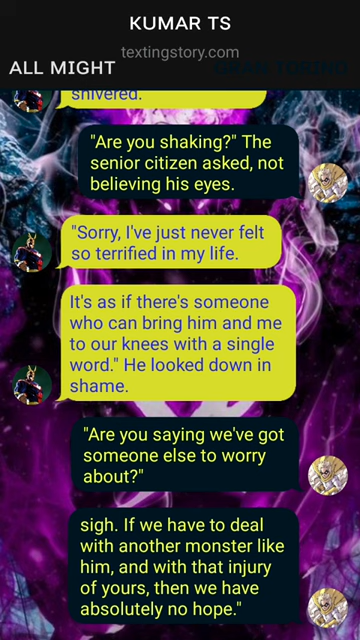 KUMAR TS
textingstory.com
ALL MIGHT
GRAN TORINO
shivered.
"Are you shaking?" The
senior citizen asked, not
believing his eyes.
"Sorry, I've just never felt
so terrified in my life.
It's as if there's someone
who can bring him and me
to our knees with a single
word." He looked down in
shame.
"Are you saying we've got
someone else to worry
about?"
sigh. If we have to deal
with another monster like
him, and with that injury
of yours, then we have
absolutely no hope."